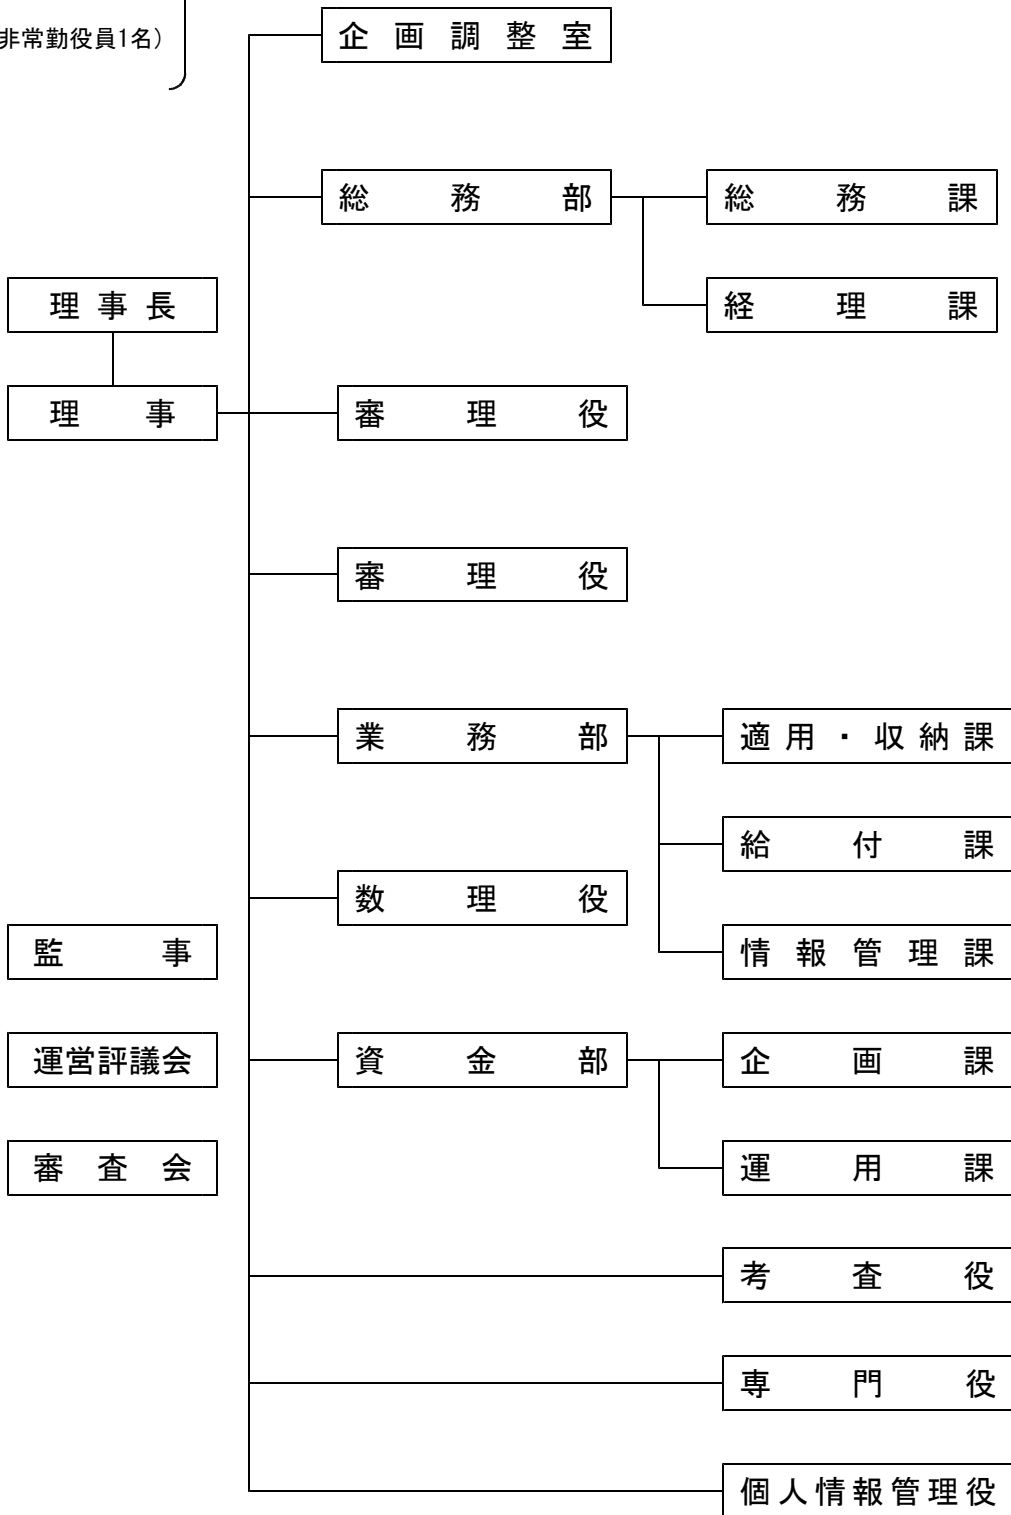 非常勤役員1名）
企画調整室
総務部
総務課
経理課
理事長
理事
審理役
審理役
業務部
適用・収納課
給付課
数理役
情報管理課
監事
運営評議会
資金部
企画課
審査会
運用課
考査役
専門役
個人情報管理役